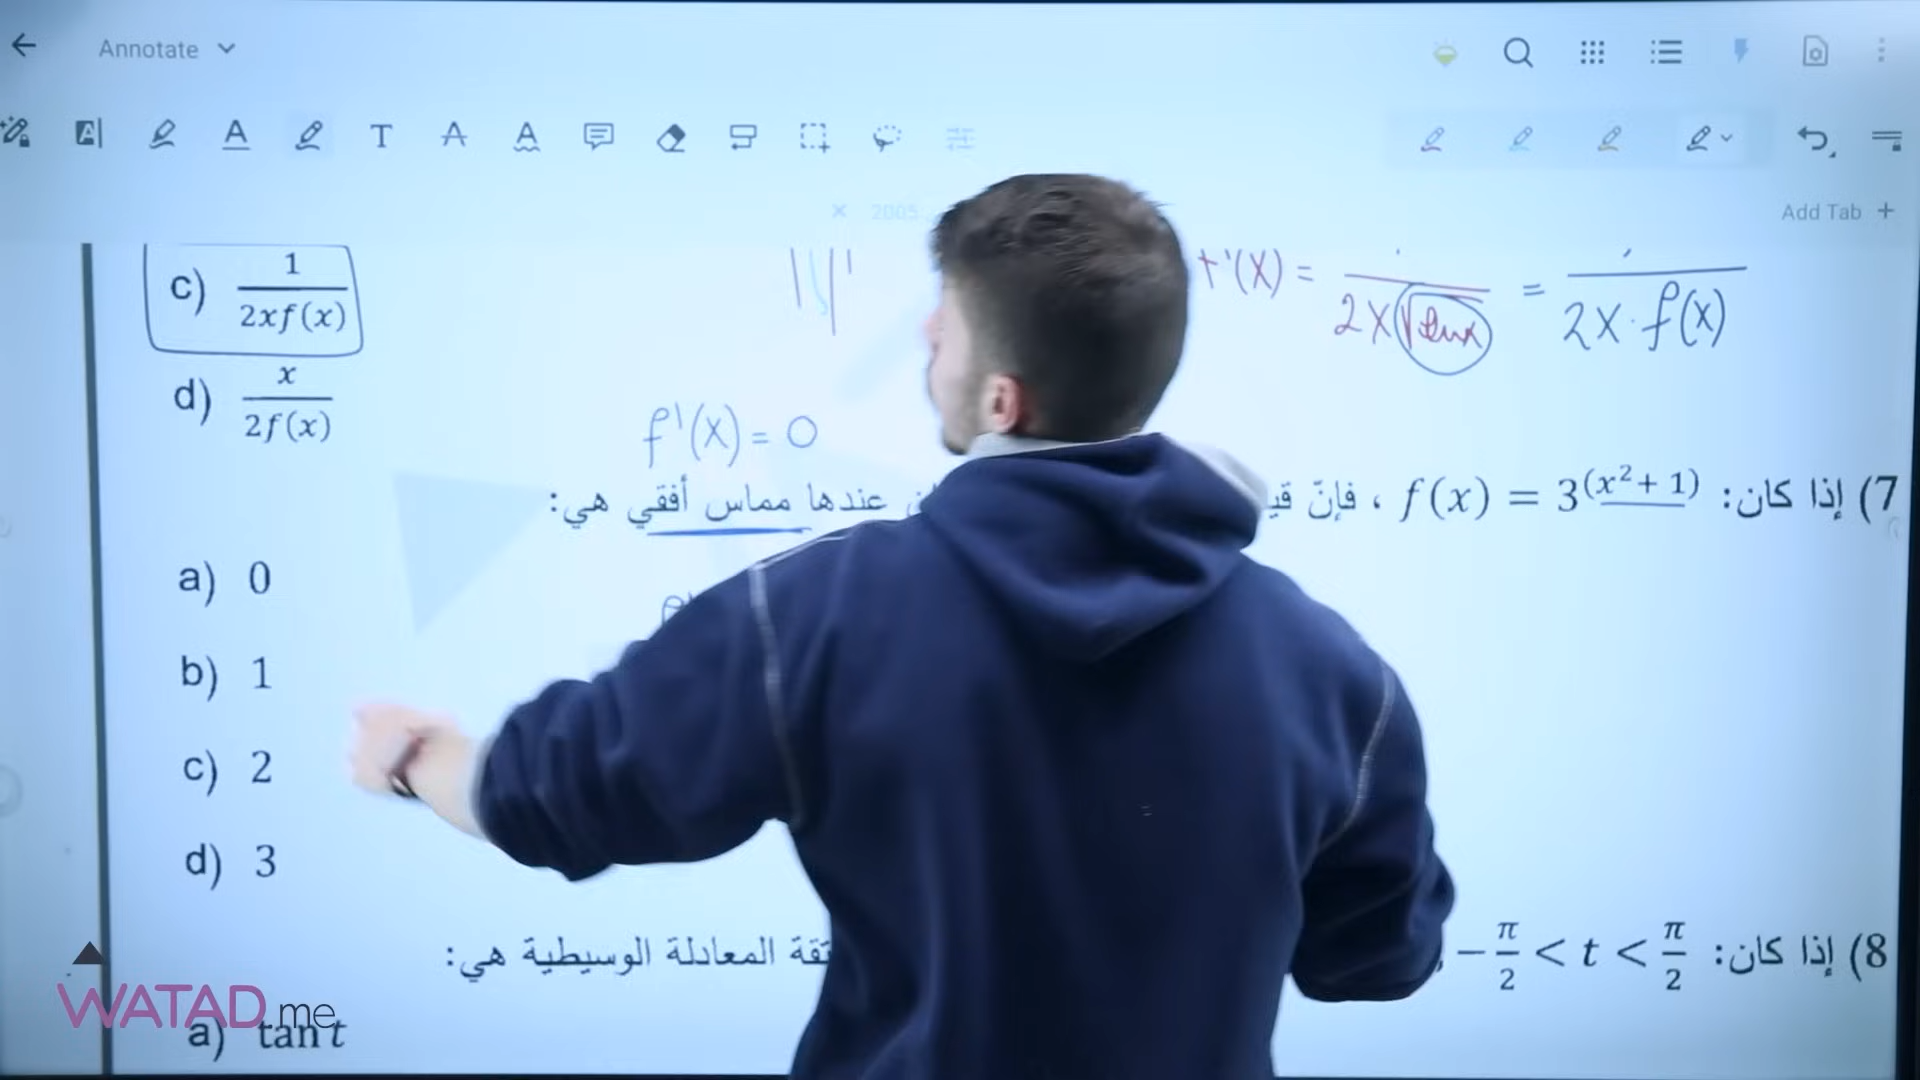 Annotate
2005
Add Tab +
c) 1/(2xf(x))
f'(X) = 1/(2X√lnx) = 1/(2X·f(X))
d) x/(2f(x))
f'(X) = 0
7) إذا كان: f(x) = 3^(x² + 1) ، فإنّ عندها مماس أفقي هي:
a) 0
b) 1
c) 2
d) 3
8) إذا كان: −π/2 < t < π/2 المعادلة الوسيطية هي:
a) tan t
WATAD.me